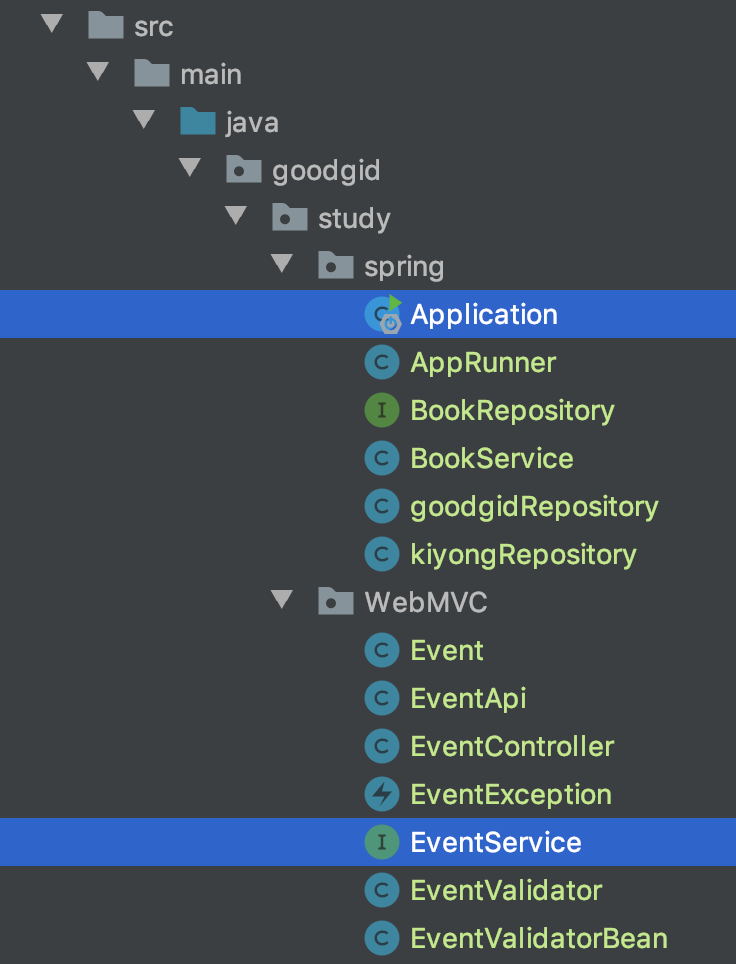 src
main
java
goodgid
study
spring
Application
AppRunner
BookRepository
BookService
goodgidRepository
kiyongRepository
WebMVC
Event
EventApi
EventController
EventException
EventService
EventValidator
EventValidatorBean